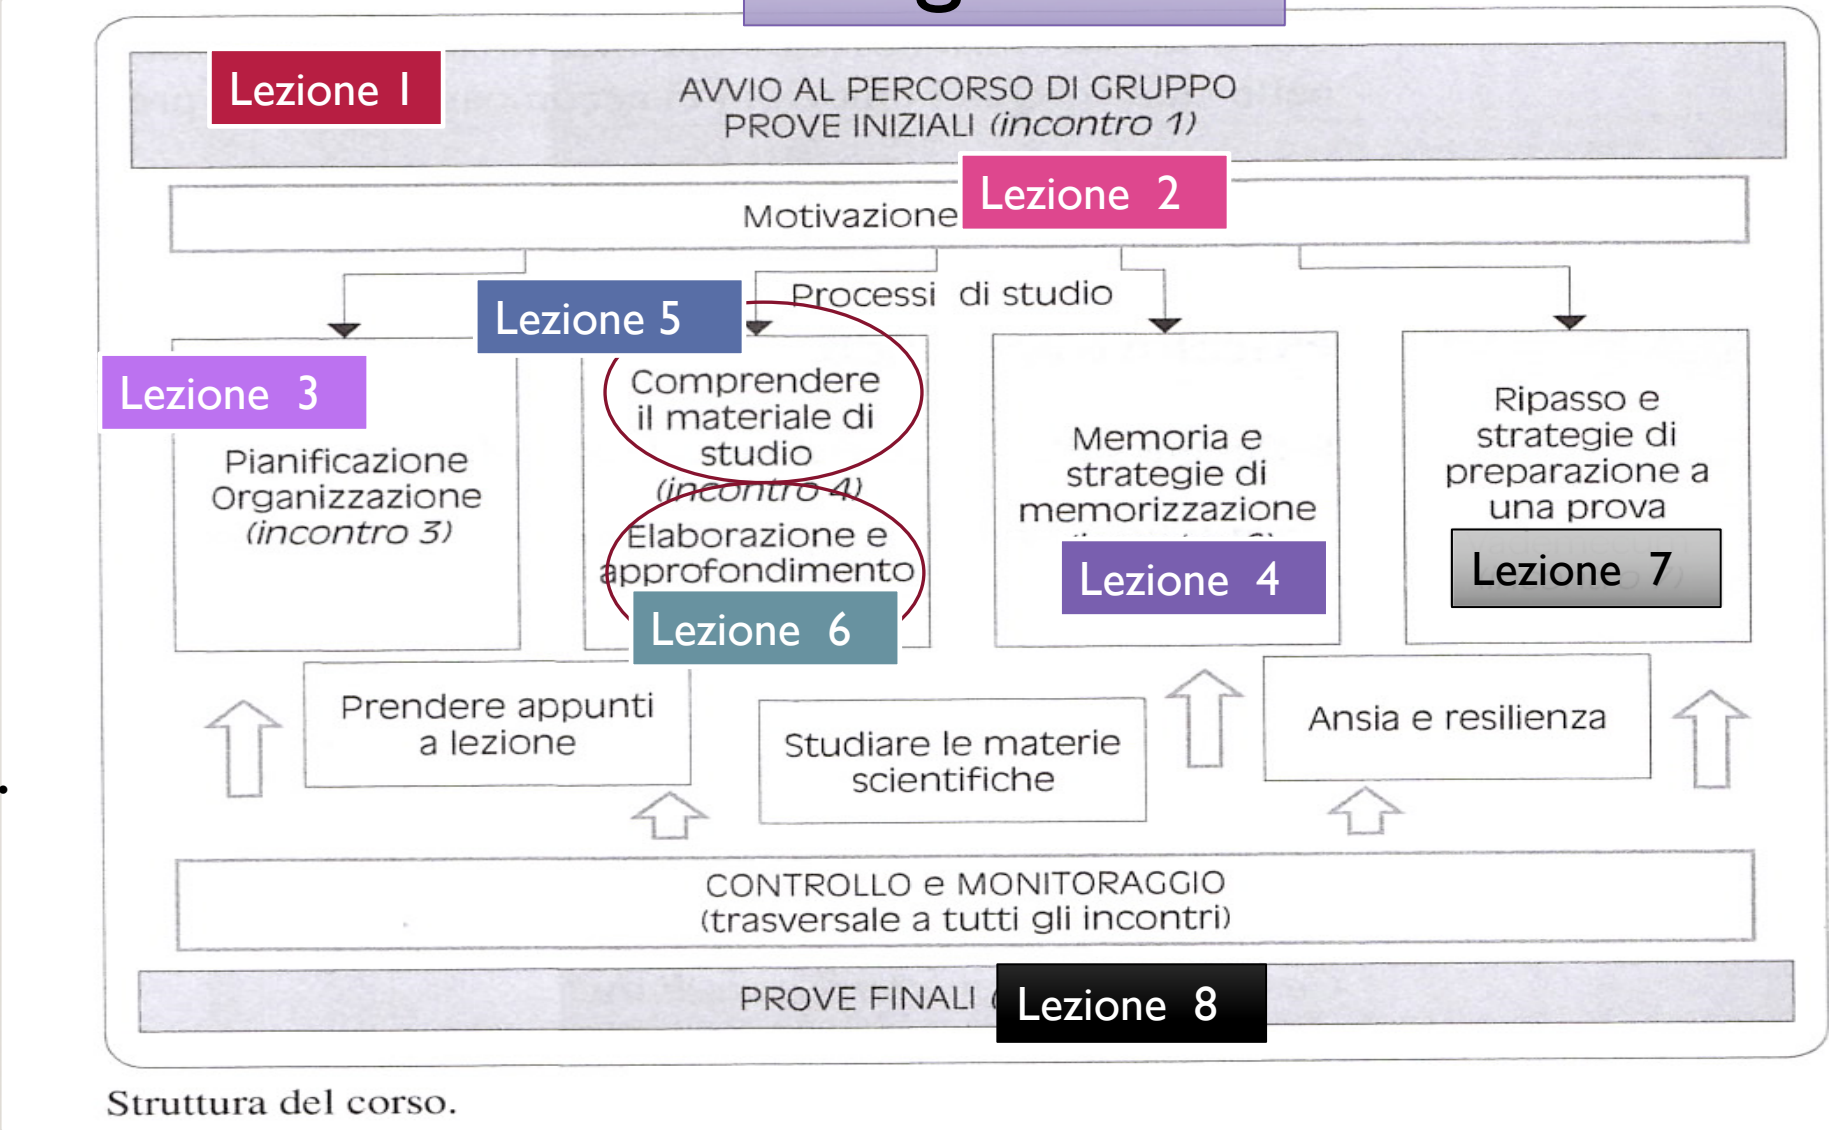 Lezione 1
AVVIO AL PERCORSO DI GRUPPO
PROVE INIZIALI (incontro 1)
Lezione 2
Motivazione
Processi di studio
Lezione 5
Lezione 3
Pianificazione
Organizzazione
(incontro 3)
Comprendere
il materiale di
studio
(incontro 4)
Elaborazione e
approfondimento
Lezione 6
Memoria e
strategie di
memorizzazione
Lezione 4
Ripasso e
strategie di
preparazione a
una prova
Lezione 7
Prendere appunti
a lezione
Studiare le materie
scientifiche
Ansia e resilienza
CONTROLLO e MONITORAGGIO
(trasversale a tutti gli incontri)
PROVE FINALI (
Lezione 8
Struttura del corso.